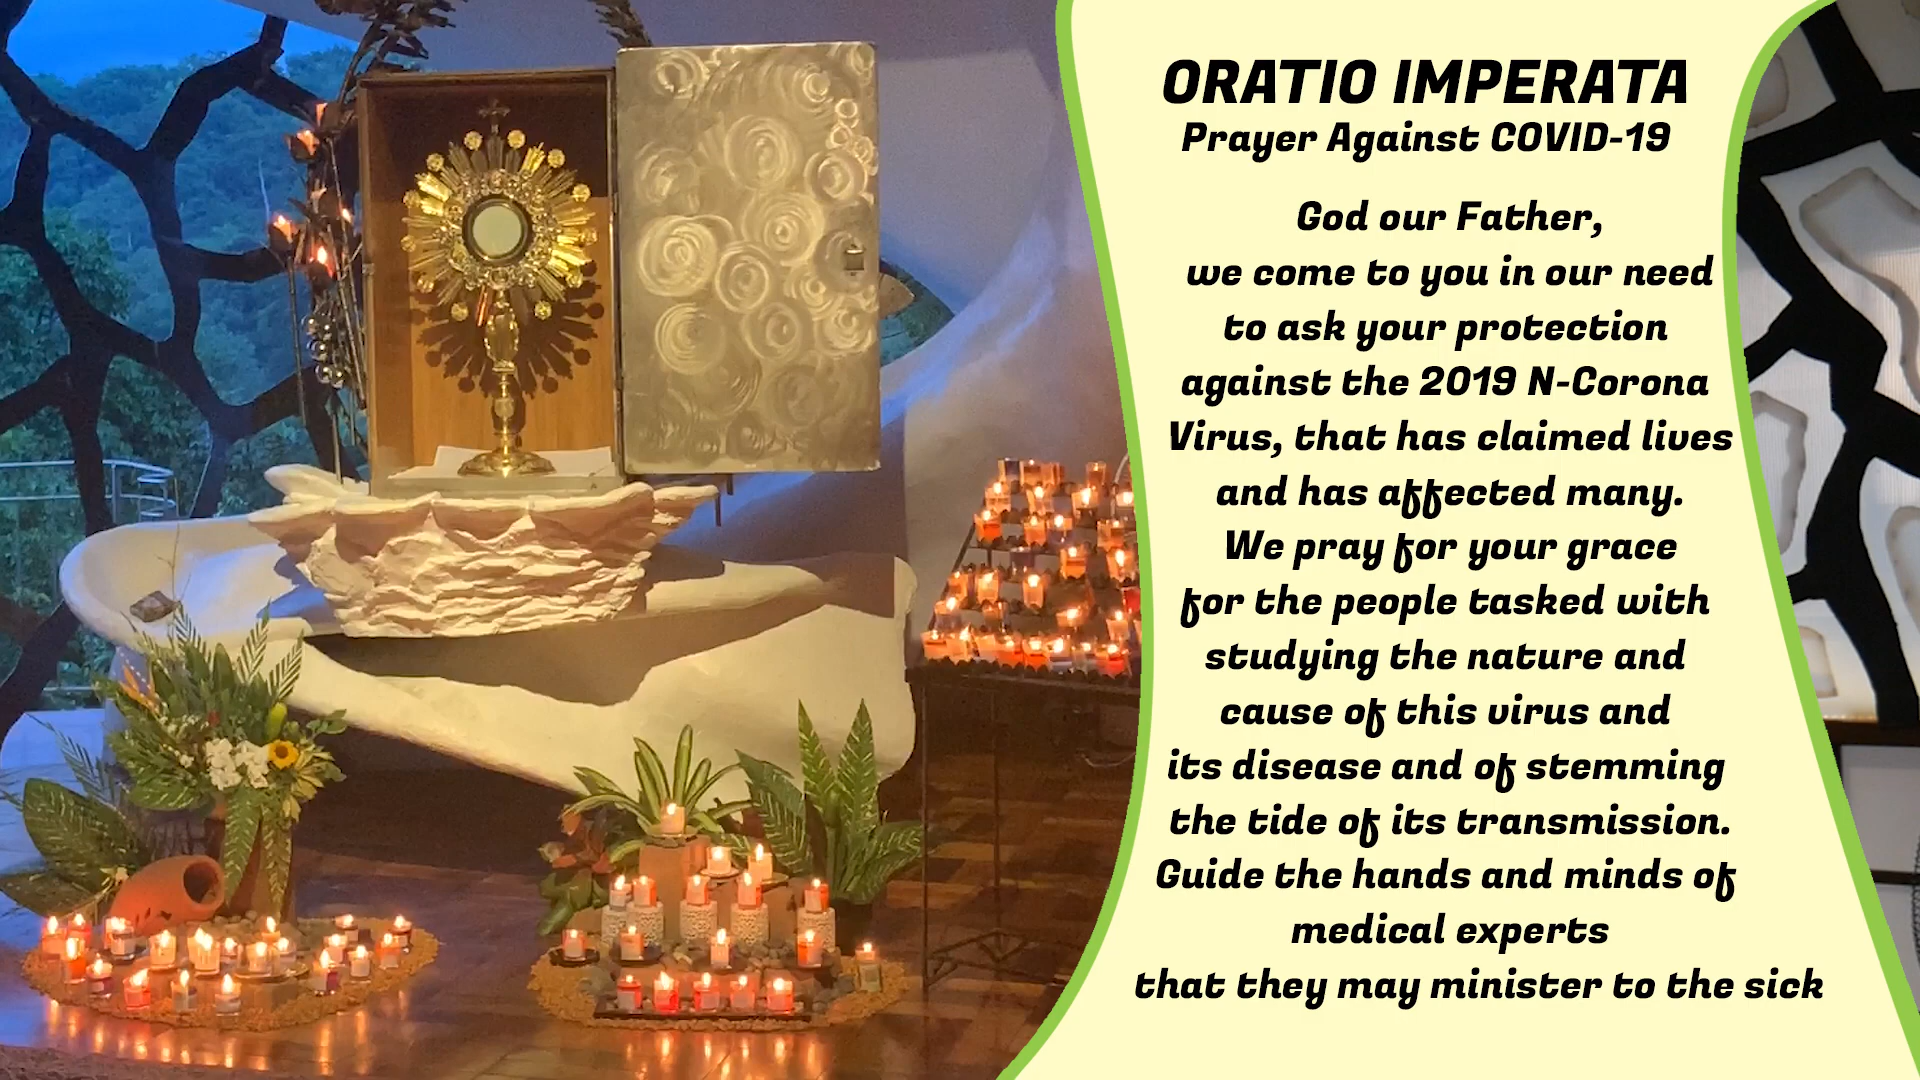 ORATIO IMPERATA
Prayer Against COVID-19
God our Father,
we come to you in our need
to ask your protection
against the 2019 N-Corona
Virus, that has claimed lives
and has affected many.
We pray for your grace
for the people tasked with
studying the nature and
cause of this virus and
its disease and of stemming
the tide of its transmission.
Guide the hands and minds of
medical experts
that they may minister to the sick